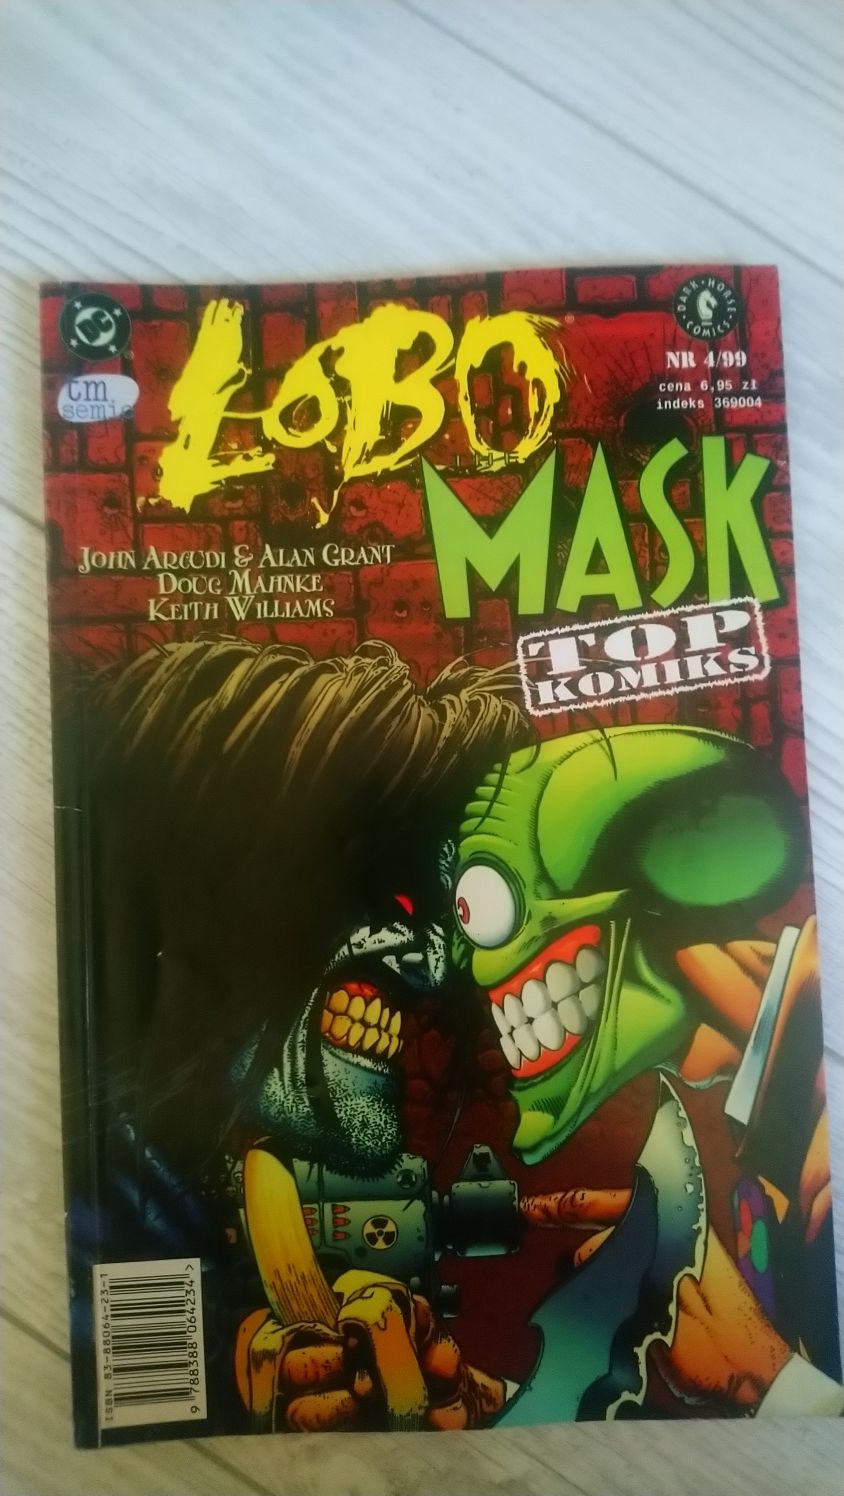 DC
DARK HORSE COMICS
LOBO
NR 4/99
cena 6,95 zł
indeks 369004
tm.
semic
THE
MASK
JOHN ARCUDI & ALAN GRANT
DOUG MAHNKE
KEITH WILLIAMS
TOP
KOMIKS
ISBN 83-88064-23-1
9 788388 064234 >